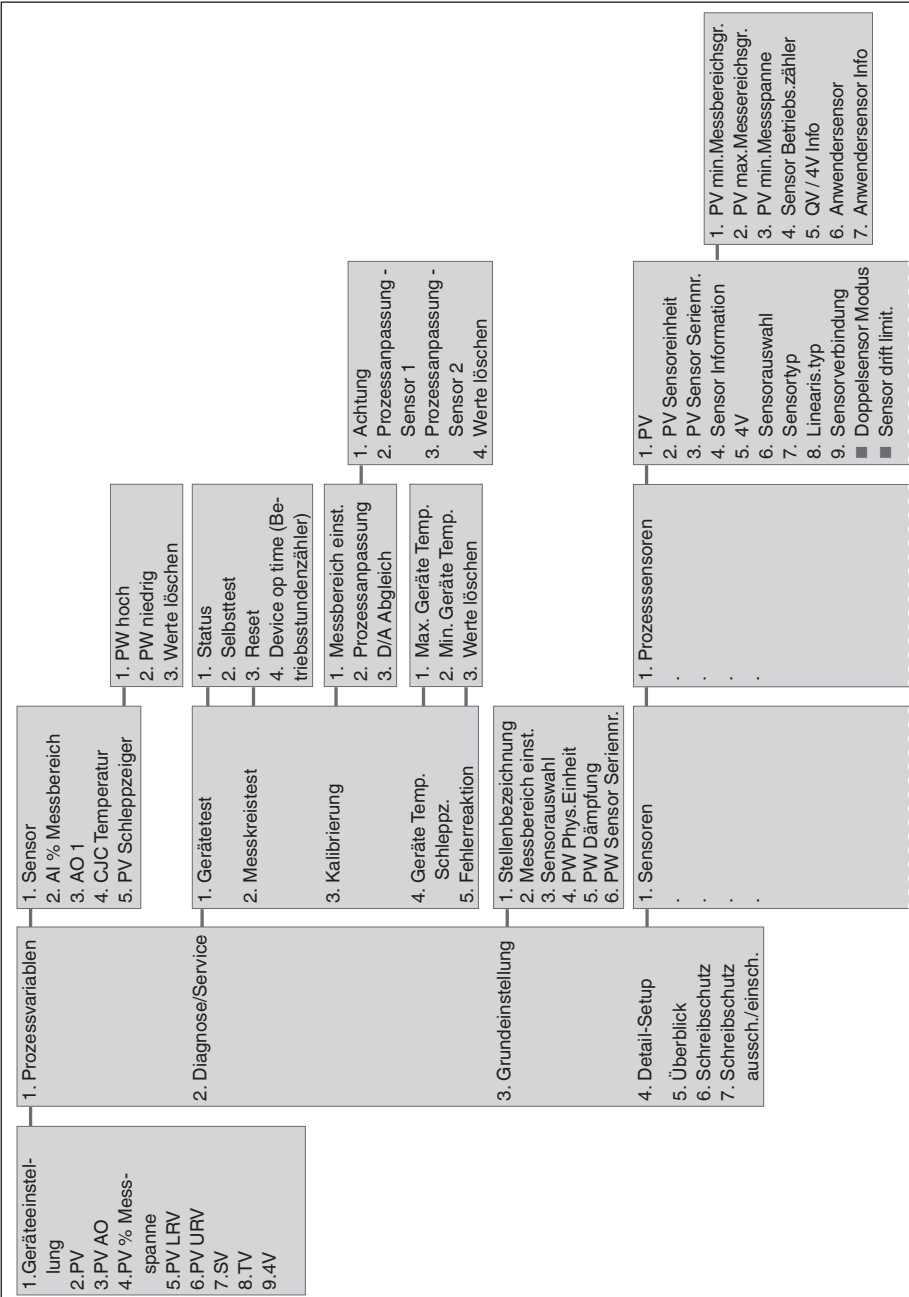 1.Geräteeinstel-
lung
2.PV
3.PV AO
4.PV % Mess-
spanne
5.PV LRV
6.PV URV
7.SV
8.TV
9.4V
1. Prozessvariablen
2. Diagnose/Service
3. Grundeinstellung
4. Detail-Setup
5. Überblick
6. Schreibschutz
7. Schreibschutz
aussch./einsch.
1. Sensor
2. AI % Messbereich
3. AO 1
4. CJC Temperatur
5. PV Schleppzeiger
1. PW hoch
2. PW niedrig
3. Werte löschen
1. Gerätetest
2. Messkreistest
3. Kalibrierung
4. Geräte Temp.
Schleppz.
5. Fehlerreaktion
1. Status
2. Selbsttest
3. Reset
4. Device op time (Be-
triebsstundenzähler)
1. Messbereich einst.
2. Prozessanpassung
3. D/A Abgleich
1. Achtung
2. Prozessanpassung -
Sensor 1
3. Prozessanpassung -
Sensor 2
4. Werte löschen
1. Max. Geräte Temp.
2. Min. Geräte Temp.
3. Werte löschen
1. Stellenbezeichnung
2. Messbereich einst.
3. Sensorauswahl
4. PW Phys.Einheit
5. PW Dämpfung
6. PW Sensor Seriennr.
1. Sensoren
.
.
.
.
1. Prozesssensoren
.
.
.
.
1. PV
2. PV Sensoreinheit
3. PV Sensor Seriennr.
4. Sensor Information
5. 4V
6. Sensorauswahl
7. Sensortyp
8. Linearis.typ
9. Sensorverbindung
■ Doppelsensor Modus
■ Sensor drift limit.
1. PV min.Messbereichsgr.
2. PV max.Messereichsgr.
3. PV min.Messspanne
4. Sensor Betriebs.zähler
5. QV / 4V Info
6. Anwendersensor
7. Anwendersensor Info